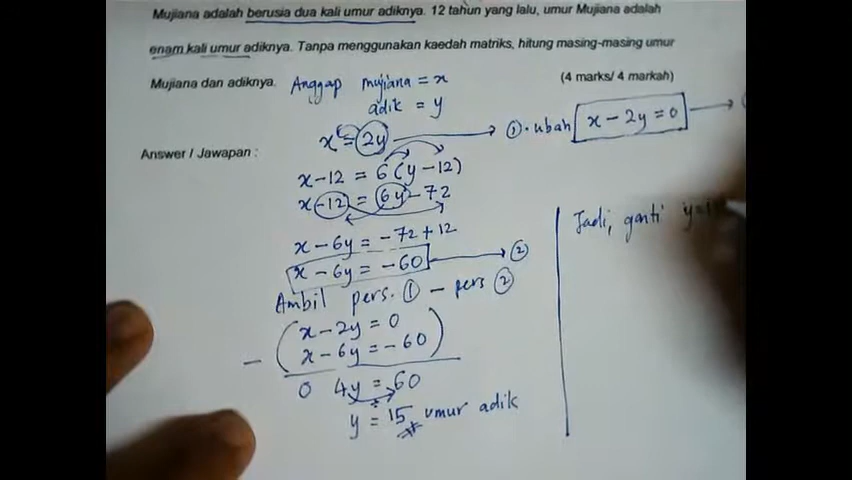 Mujiana adalah berusia dua kali umur adiknya. 12 tahun yang lalu, umur Mujiana adalah
enam kali umur adiknya. Tanpa menggunakan kaedah matriks, hitung masing-masing umur
Mujiana dan adiknya.
(4 marks/ 4 markah)
Anggap mujiana = x
adik = y
Answer / Jawapan :
x = 2y
①. ubah x - 2y = 0
x - 12 = 6 (y - 12)
x - 12 = 6y - 72
x - 6y = -72 + 12
x - 6y = -60
②
Ambil pers. ① - pers ②
- (x - 2y = 0
x - 6y = -60)
0 4y = 60
y = 15 umur adik
Jadi, ganti y =